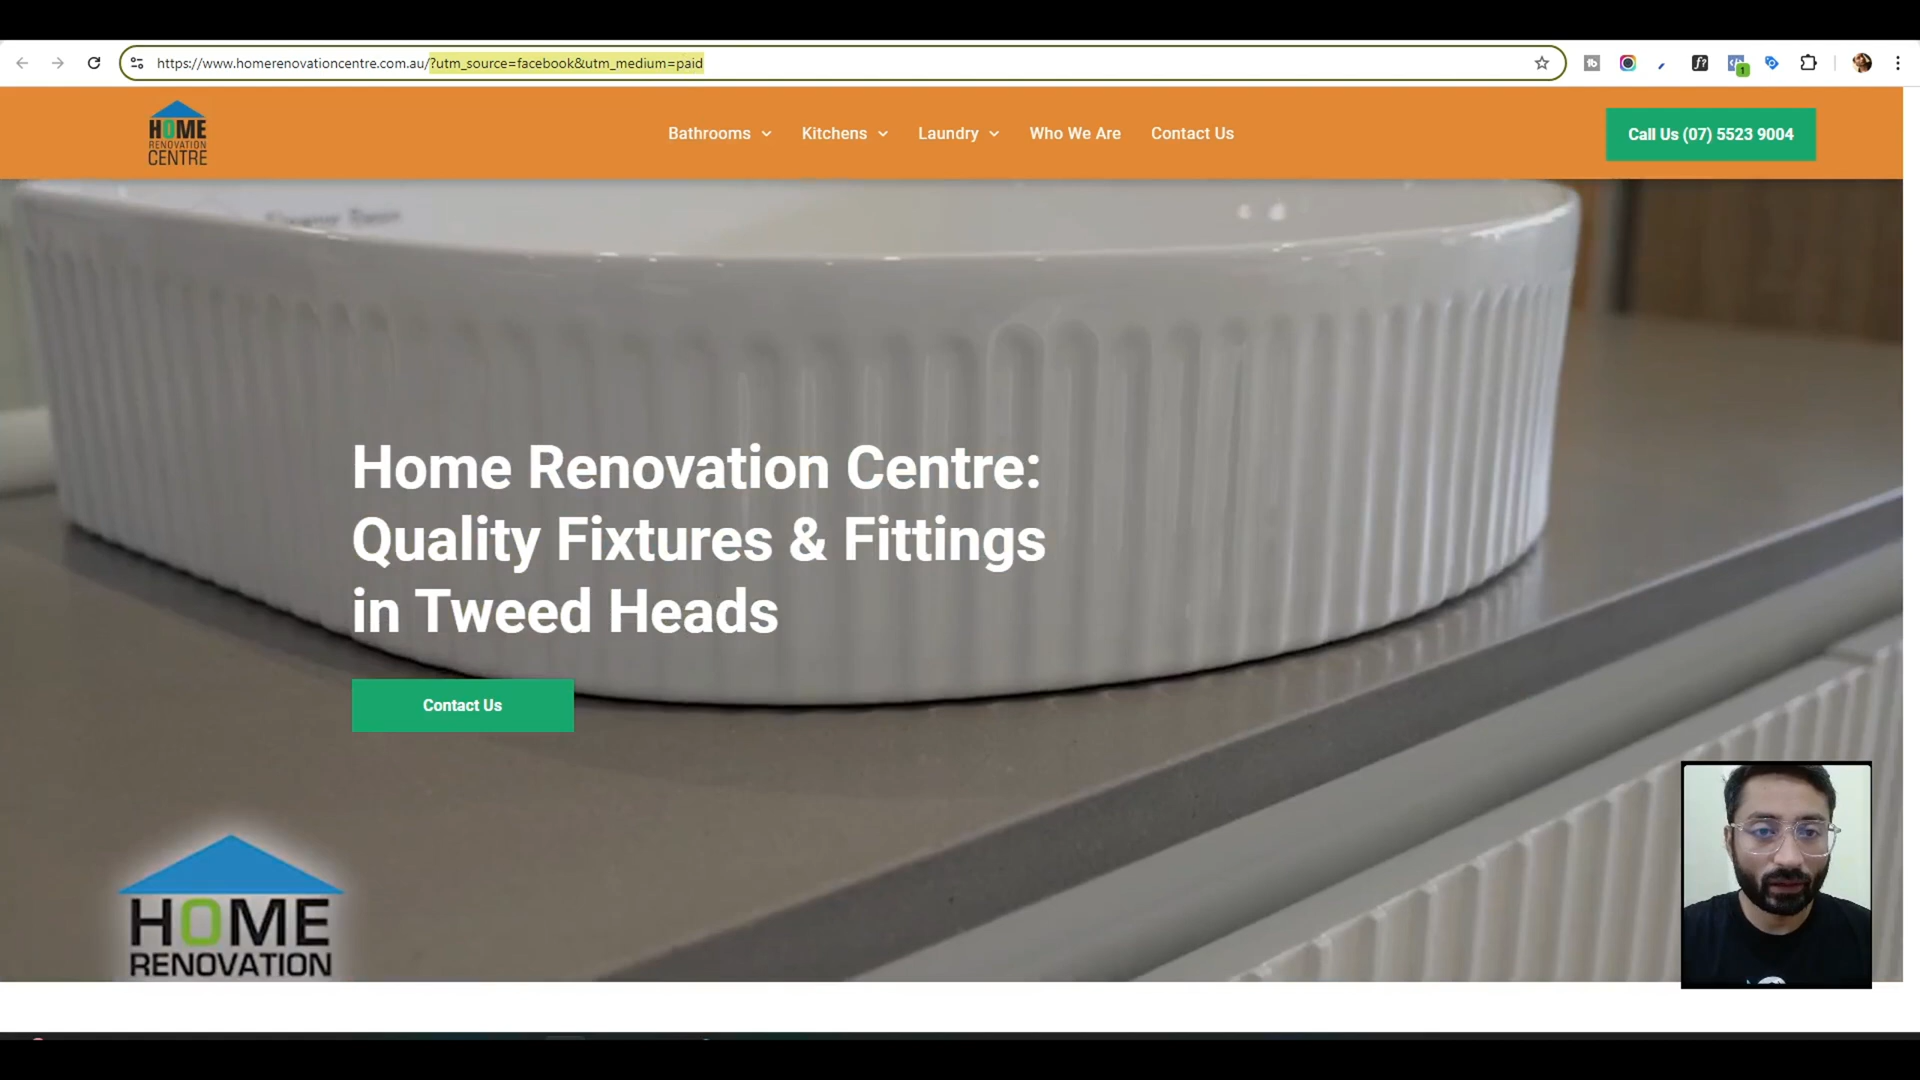 https://www.homerenovationcentre.com.au/?utm_source=facebook&utm_medium=paid
HOME
RENOVATION
CENTRE
Bathrooms
Kitchens
Laundry
Who We Are
Contact Us
Call Us (07) 5523 9004
Home Renovation Centre:
Quality Fixtures & Fittings
in Tweed Heads
Contact Us
HOME
RENOVATION
f?
1